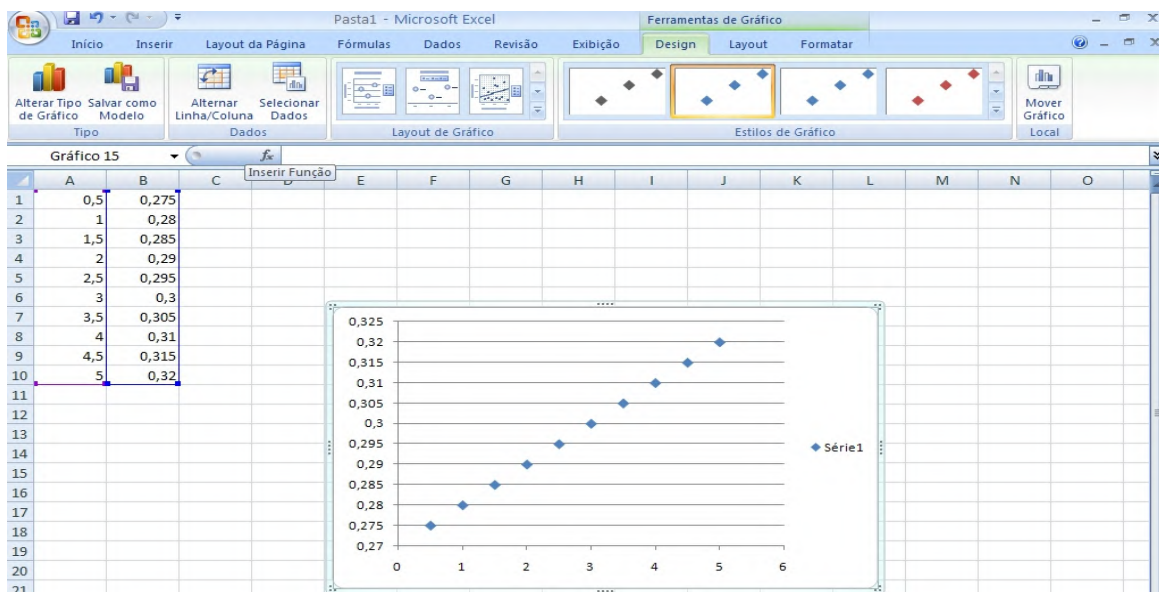 Pasta1 - Microsoft Excel
Ferramentas de Gráfico
Início Inserir Layout da Página Fórmulas Dados Revisão Exibição Design Layout Formatar
Alterar Tipo de Gráfico
Salvar como Modelo
Alternar Linha/Coluna
Selecionar Dados
Mover Gráfico
Tipo Dados Layout de Gráfico Estilos de Gráfico Local
Gráfico 15 fx
Inserir Função
A B C D E F G H I J K L M N O
1 0,5 0,275
2 1 0,28
3 1,5 0,285
4 2 0,29
5 2,5 0,295
6 3 0,3
7 3,5 0,305
8 4 0,31
9 4,5 0,315
10 5 0,32
11
12
13
14
15
16
17
18
19
20
21
0,325
0,32
0,315
0,31
0,305
0,3
0,295
0,29
0,285
0,28
0,275
0,27
0 1 2 3 4 5 6
Série1